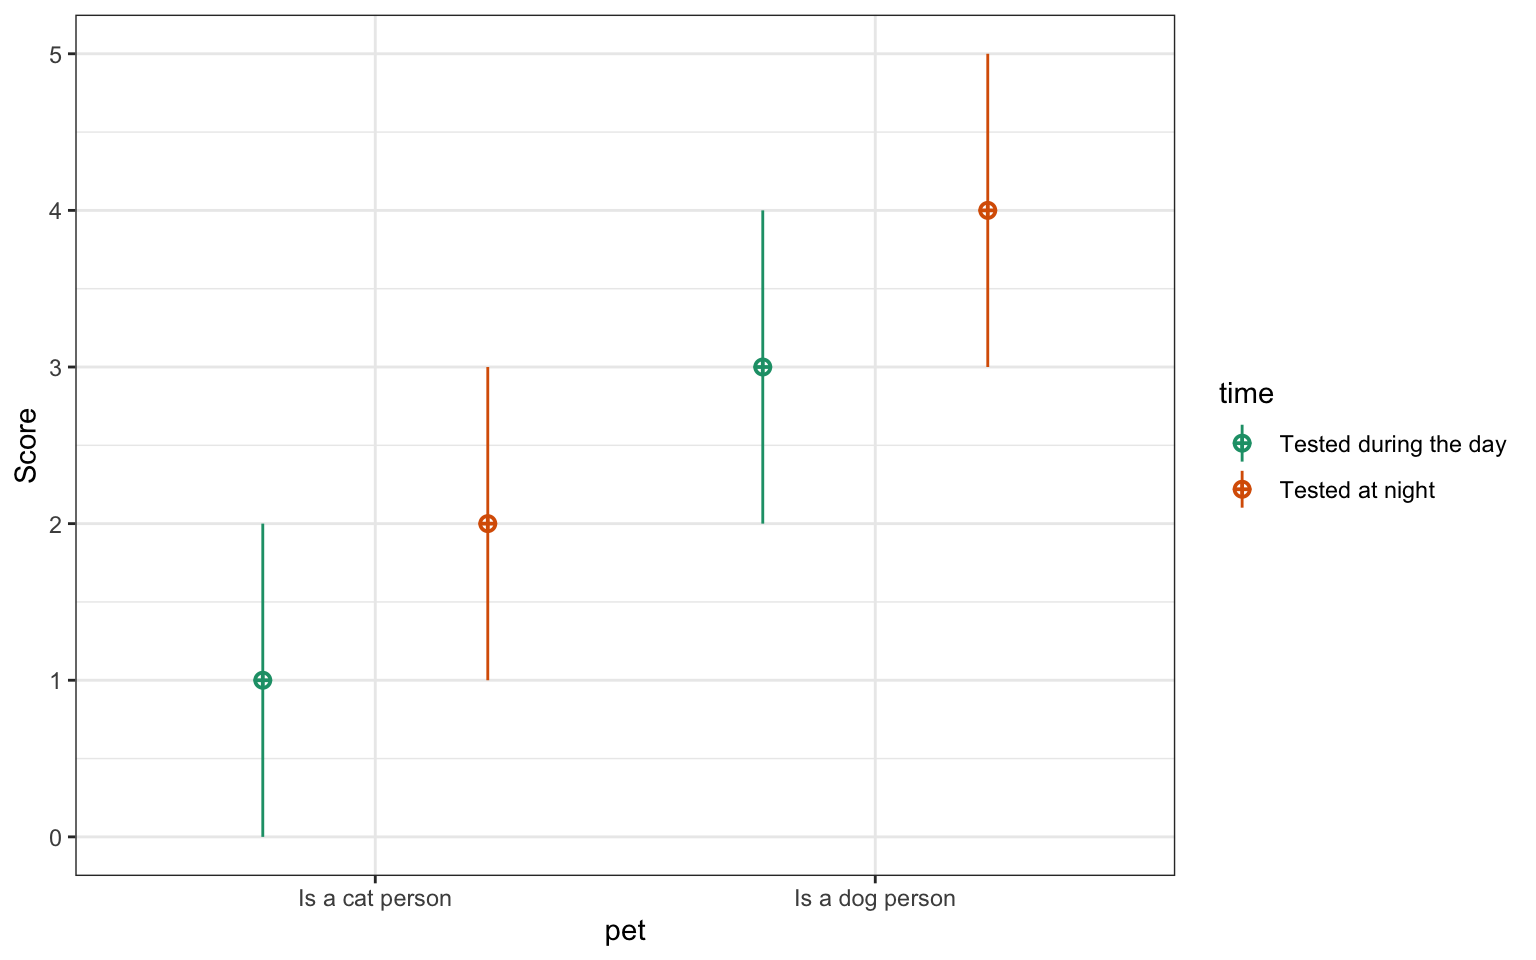 5
4
3
2
1
0
Score
Is a cat person
Is a dog person
pet
time
Tested during the day
Tested at night